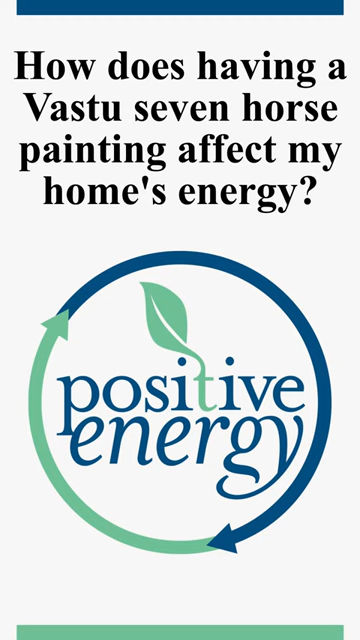 How does having a
Vastu seven horse
painting affect my
home's energy?
positive
energy